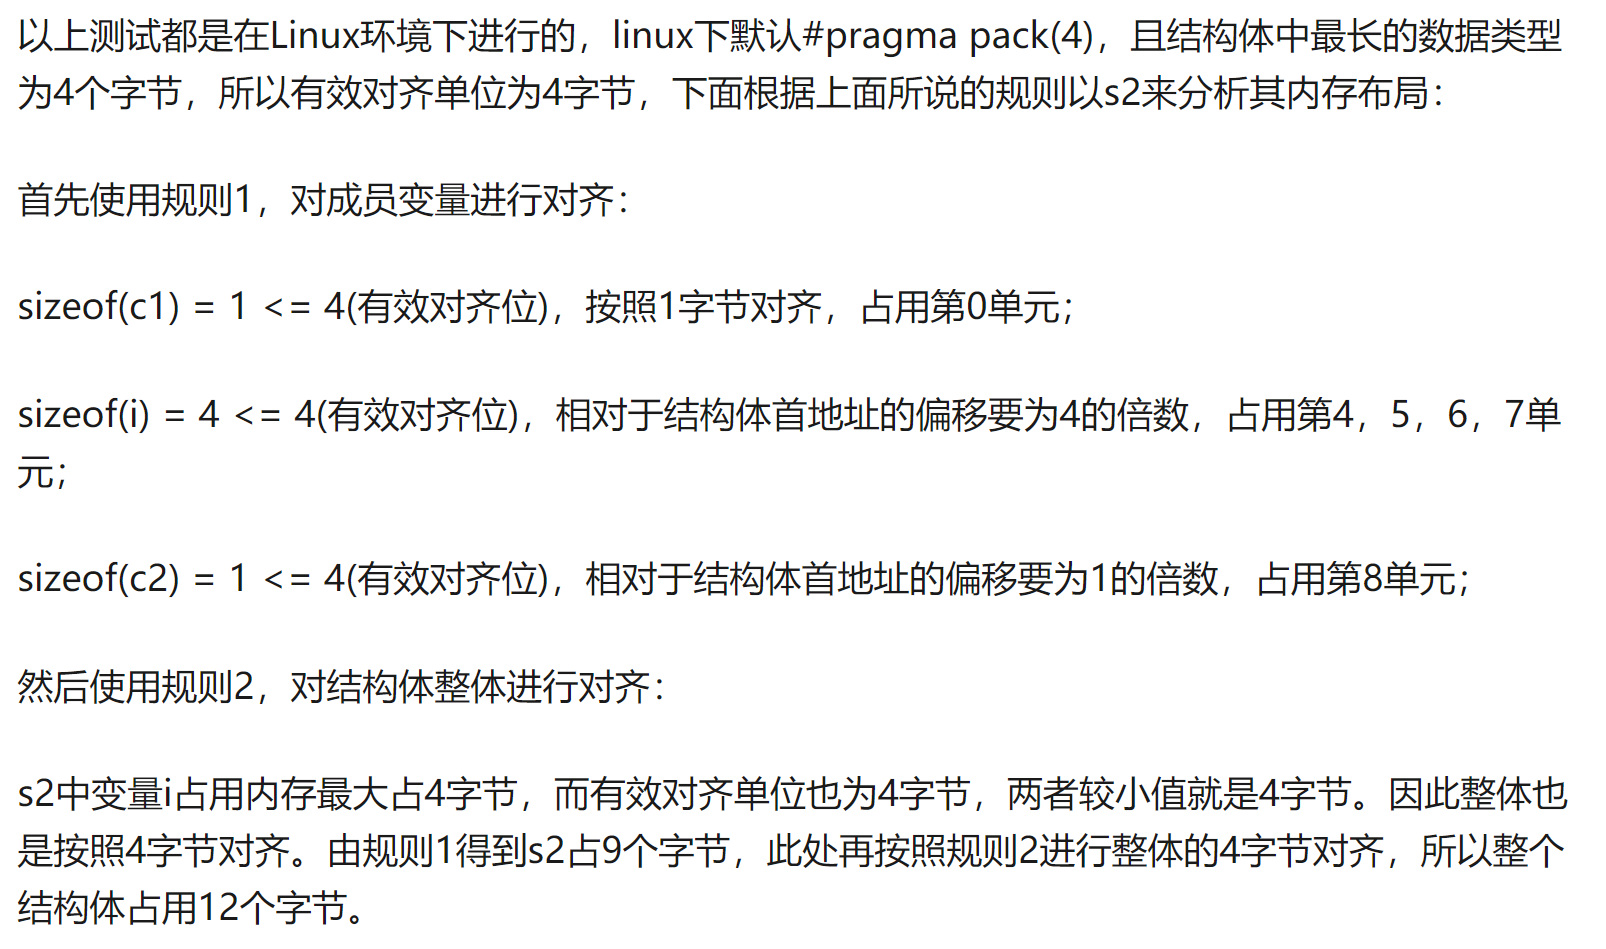 以上测试都是在Linux环境下进行的，linux下默认#pragma pack(4)，且结构体中最长的数据类型
为4个字节，所以有效对齐单位为4字节，下面根据上面所说的规则以s2来分析其内存布局：
首先使用规则1，对成员变量进行对齐：
sizeof(c1) = 1 <= 4(有效对齐位)，按照1字节对齐，占用第0单元；
sizeof(i) = 4 <= 4(有效对齐位)，相对于结构体首地址的偏移要为4的倍数，占用第4，5，6，7单
元；
sizeof(c2) = 1 <= 4(有效对齐位)，相对于结构体首地址的偏移要为1的倍数，占用第8单元；
然后使用规则2，对结构体整体进行对齐：
s2中变量i占用内存最大占4字节，而有效对齐单位也为4字节，两者较小值就是4字节。因此整体也
是按照4字节对齐。由规则1得到s2占9个字节，此处再按照规则2进行整体的4字节对齐，所以整个
结构体占用12个字节。